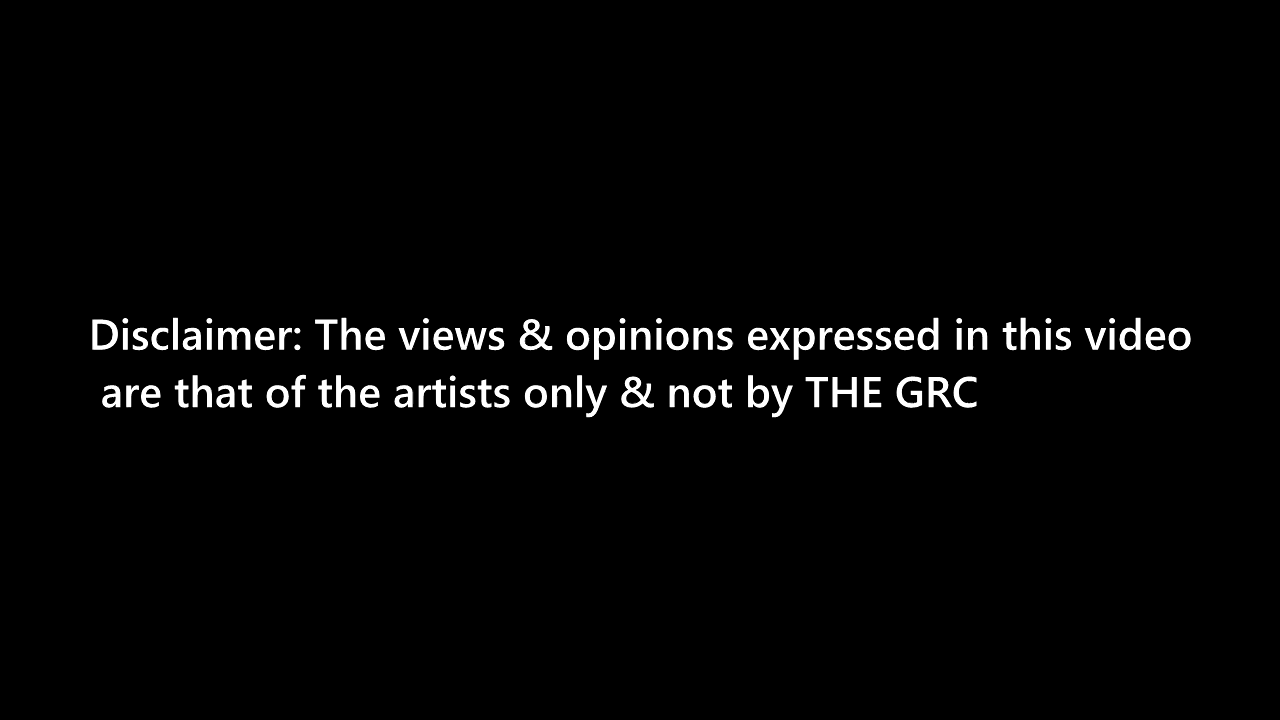 Disclaimer: The views & opinions expressed in this video
are that of the artists only & not by THE GRC